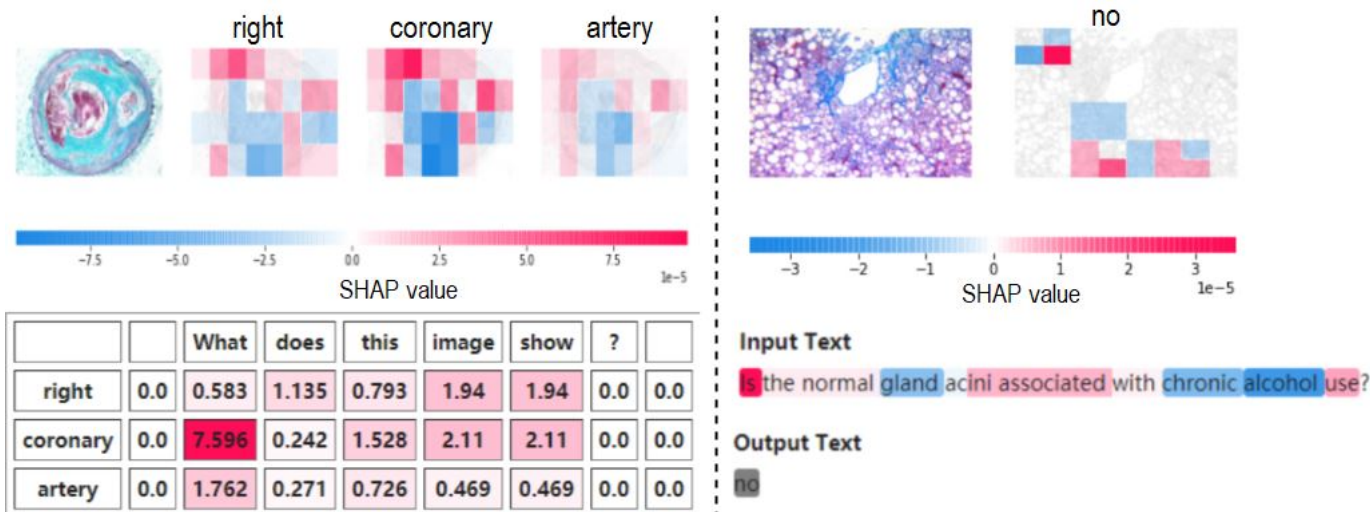 right coronary artery
-7.5 -5.0 -2.5 0.0 2.5 5.0 7.5
1e-5
SHAP value
What does this image show ?
right 0.0 0.583 1.135 0.793 1.94 1.94 0.0 0.0
coronary 0.0 7.596 0.242 1.528 2.11 2.11 0.0 0.0
artery 0.0 1.762 0.271 0.726 0.469 0.469 0.0 0.0
no
-3 -2 -1 0 1 2 3
1e-5
SHAP value
Input Text
Is the normal gland acini associated with chronic alcohol use?
Output Text
no